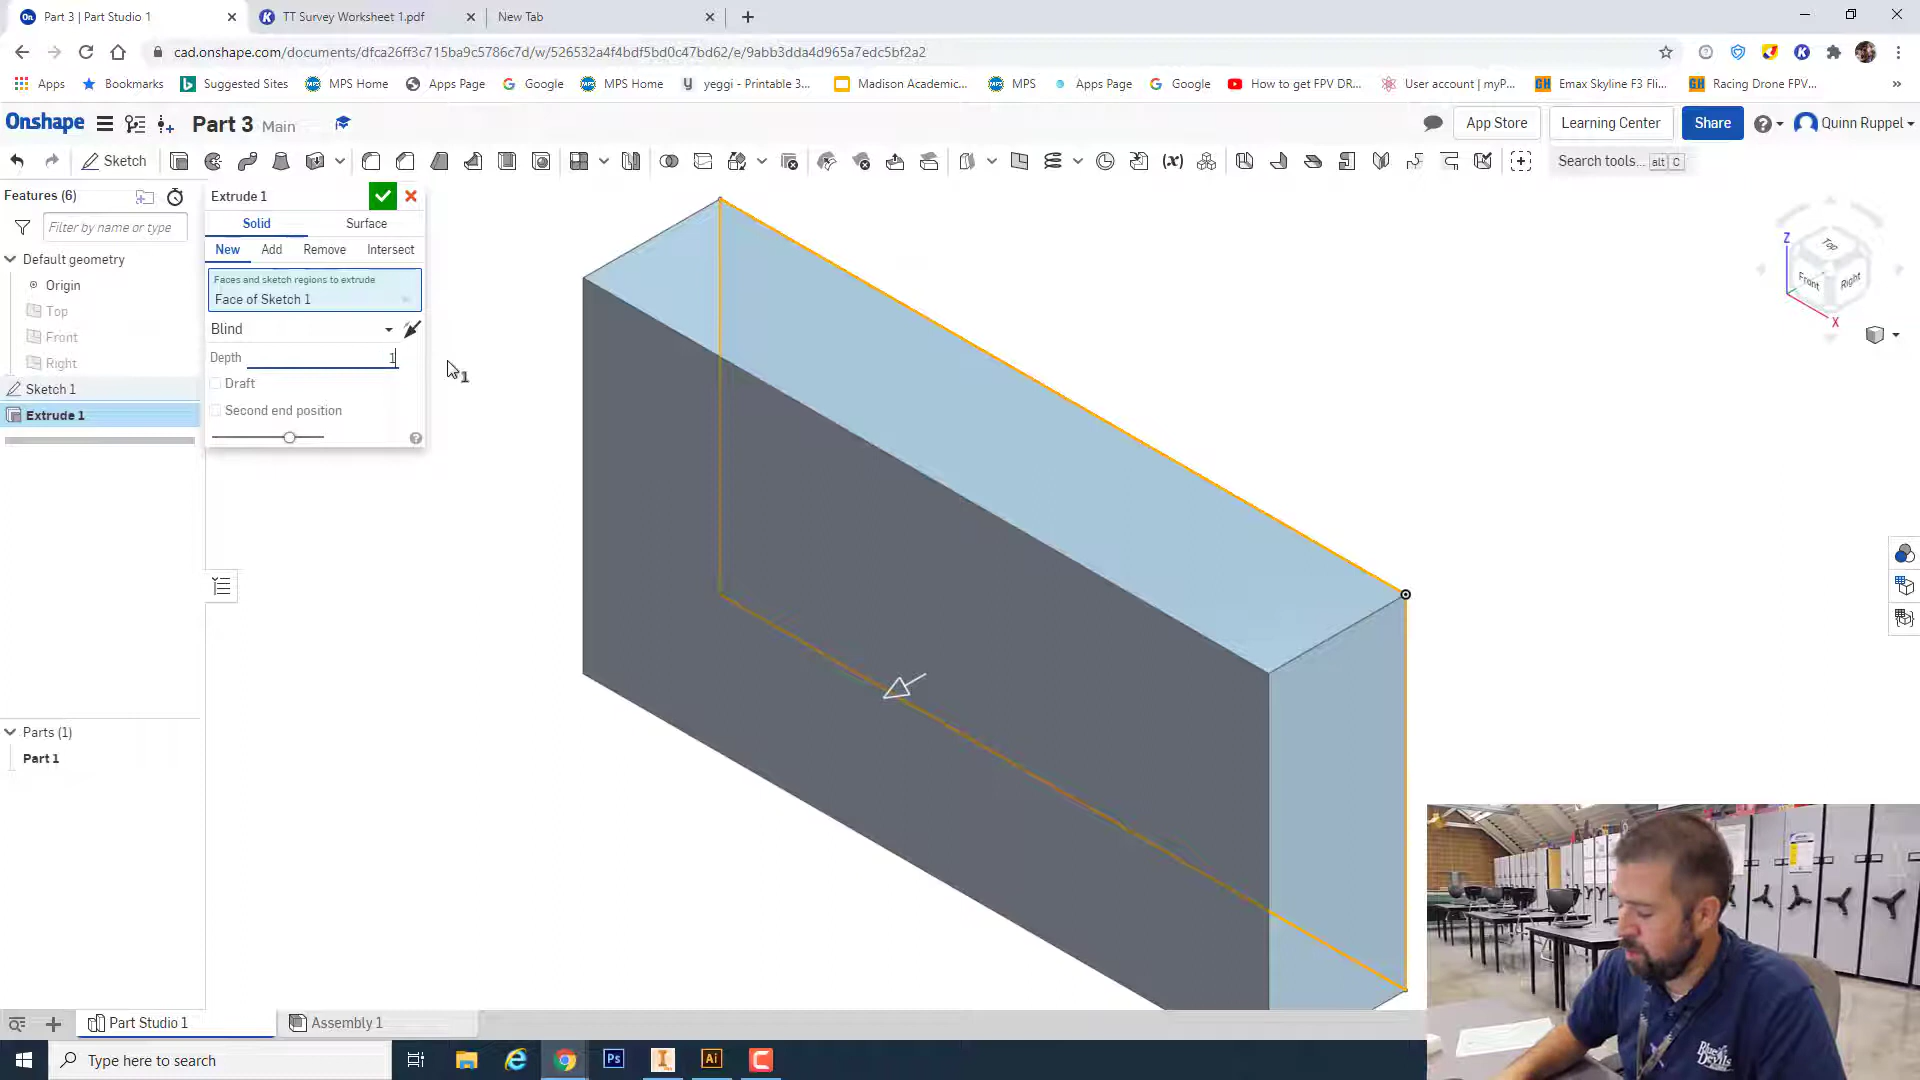 Part 3 | Part Studio 1
TT Survey Worksheet 1.pdf
New Tab
cad.onshape.com/documents/dfca26ff3c715ba9c5786c7d/w/526532a4f4bdf5bd0c47bd62/e/9abb3dda4d965a7edc5bf2a2
Apps Bookmarks Suggested Sites MPS Home Apps Page Google MPS Home yeggi - Printable 3... Madison Academic... MPS Apps Page Google How to get FPV DR... User account | myP... Emax Skyline F3 Fli... Racing Drone FPV... »
Onshape Part 3 Main App Store Learning Center Share Quinn Ruppel
Sketch Search tools... alt C
Features (6)
Filter by name or type
Default geometry
Origin
Top
Front
Right
Sketch 1
Extrude 1
Extrude 1
Solid Surface
New Add Remove Intersect
Faces and sketch regions to extrude
Face of Sketch 1
Blind
Depth 1
Draft
Second end position
1
Z
Top
Front Right
X
Parts (1)
Part 1
Part Studio 1 Assembly 1
Blue Devils
Type here to search
Ps
Ai